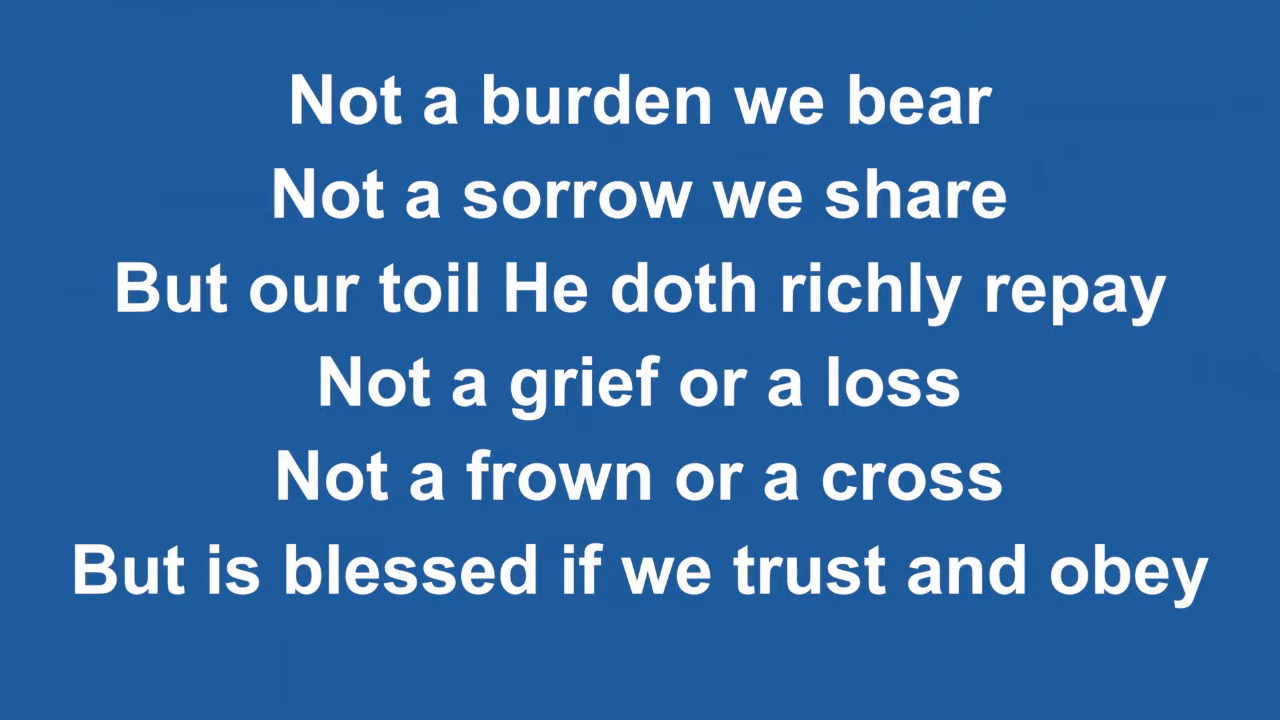 Not a burden we bear
Not a sorrow we share
But our toil He doth richly repay
Not a grief or a loss
Not a frown or a cross
But is blessed if we trust and obey